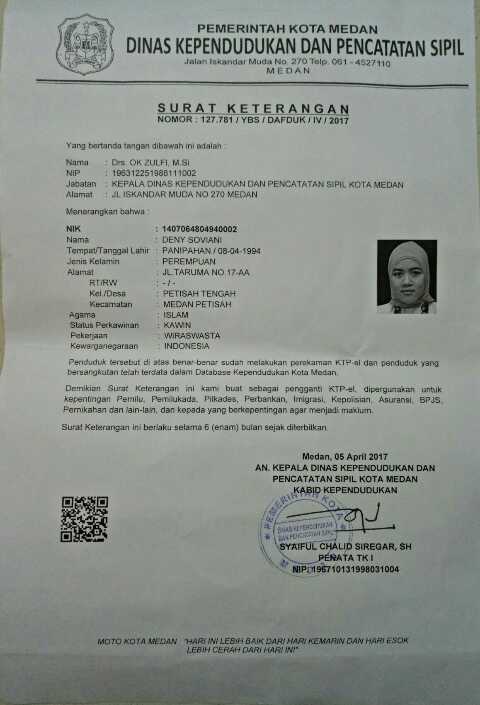 PEMERINTAH KOTA MEDAN
DINAS KEPENDUDUKAN DAN PENCATATAN SIPIL
Jalan Iskandar Muda No. 270 Telp. 061 - 4527110
MEDAN
SURAT KETERANGAN
NOMOR : 127.781 / YBS / DAFDUK / IV / 2017
Yang bertanda tangan dibawah ini adalah :
Nama : Drs. OK ZULFI, M.Si
NIP : 196312251988111002
Jabatan : KEPALA DINAS KEPENDUDUKAN DAN PENCATATAN SIPIL KOTA MEDAN
Alamat : JL ISKANDAR MUDA NO 270 MEDAN
Menerangkan bahwa :
NIK : 1407064804940002
Nama : DENY SOVIANI
Tempat/Tanggal Lahir : PANIPAHAN / 08-04-1994
Jenis Kelamin : PEREMPUAN
Alamat : JL.TARUMA NO.17-AA
RT/RW : - / -
Kel./Desa : PETISAH TENGAH
Kecamatan : MEDAN PETISAH
Agama : ISLAM
Status Perkawinan : KAWIN
Pekerjaan : WIRASWASTA
Kewarganegaraan : INDONESIA
Penduduk tersebut di atas benar-benar sudah melakukan perekaman KTP-el dan penduduk yang
bersangkutan telah terdata dalam Database Kependudukan Kota Medan.
Demikian Surat Keterangan ini kami buat sebagai pengganti KTP-el, dipergunakan untuk
kepentingan Pemilu, Pemilukada, Pilkades, Perbankan, Imigrasi, Kepolisian, Asuransi, BPJS,
Pernikahan dan lain-lain, dan kepada yang berkepentingan agar menjadi maklum.
Surat Keterangan ini berlaku selama 6 (enam) bulan sejak diterbitkan.
Medan, 05 April 2017
AN. KEPALA DINAS KEPENDUDUKAN DAN
PENCATATAN SIPIL KOTA MEDAN
KABID KEPENDUDUKAN
PEMERINTAH KOTA
DINAS KEPENDUDUKAN
DAN PENCATATAN SIPIL
SYAIFUL CHALID SIREGAR, SH
PENATA TK I
NIP. 196710131998031004
MOTO KOTA MEDAN "HARI INI LEBIH BAIK DARI HARI KEMARIN DAN HARI ESOK
LEBIH CERAH DARI HARI INI"